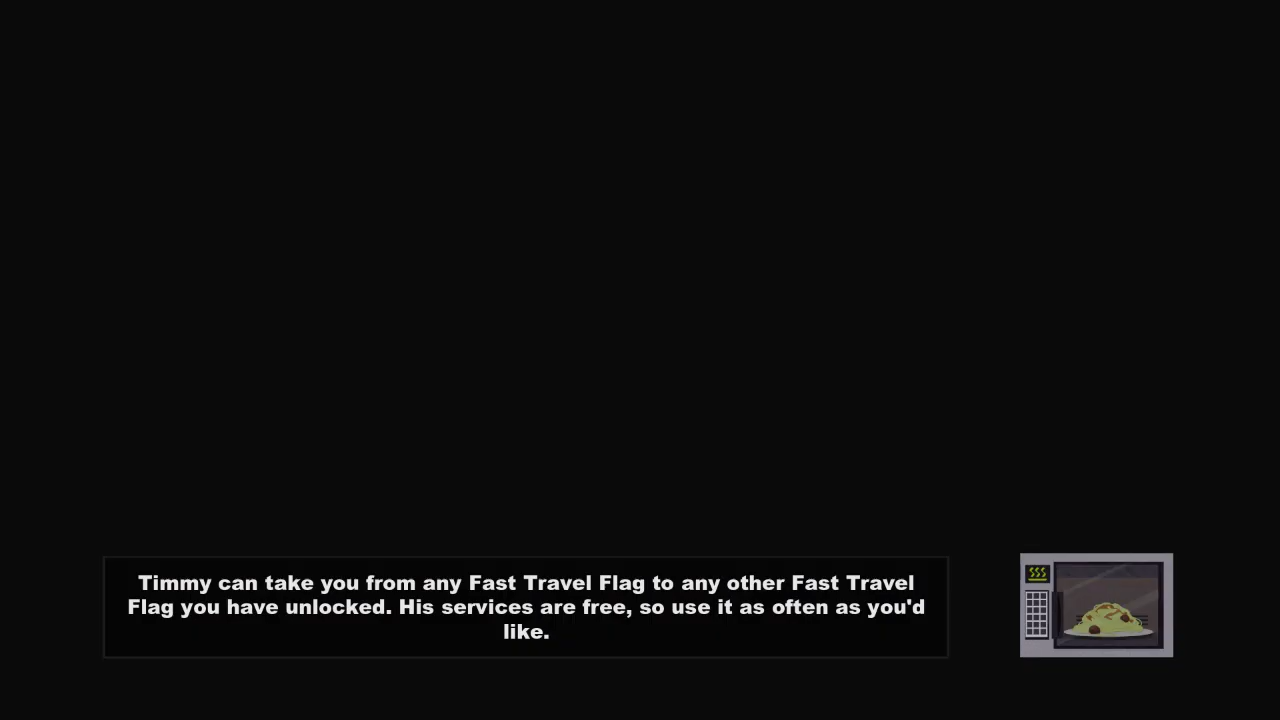 Timmy can take you from any Fast Travel Flag to any other Fast Travel
Flag you have unlocked. His services are free, so use it as often as you'd
like.